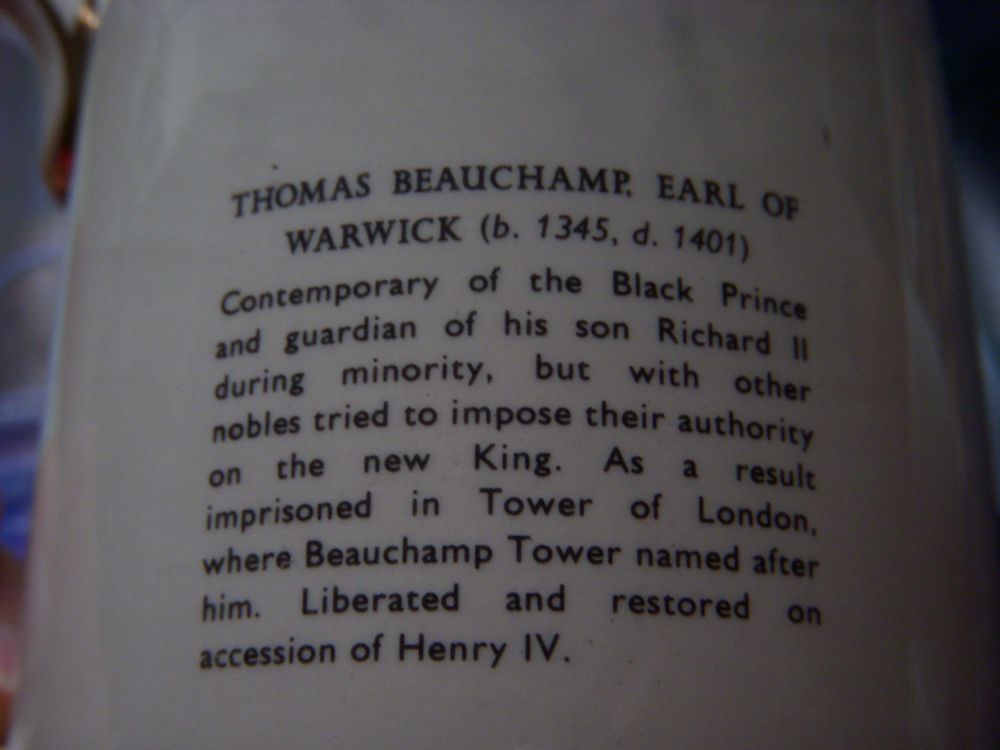 THOMAS BEAUCHAMP, EARL OF
WARWICK (b. 1345, d. 1401)
Contemporary of the Black Prince
and guardian of his son Richard II
during minority, but with other
nobles tried to impose their authority
on the new King. As a result
imprisoned in Tower of London,
where Beauchamp Tower named after
him. Liberated and restored on
accession of Henry IV.